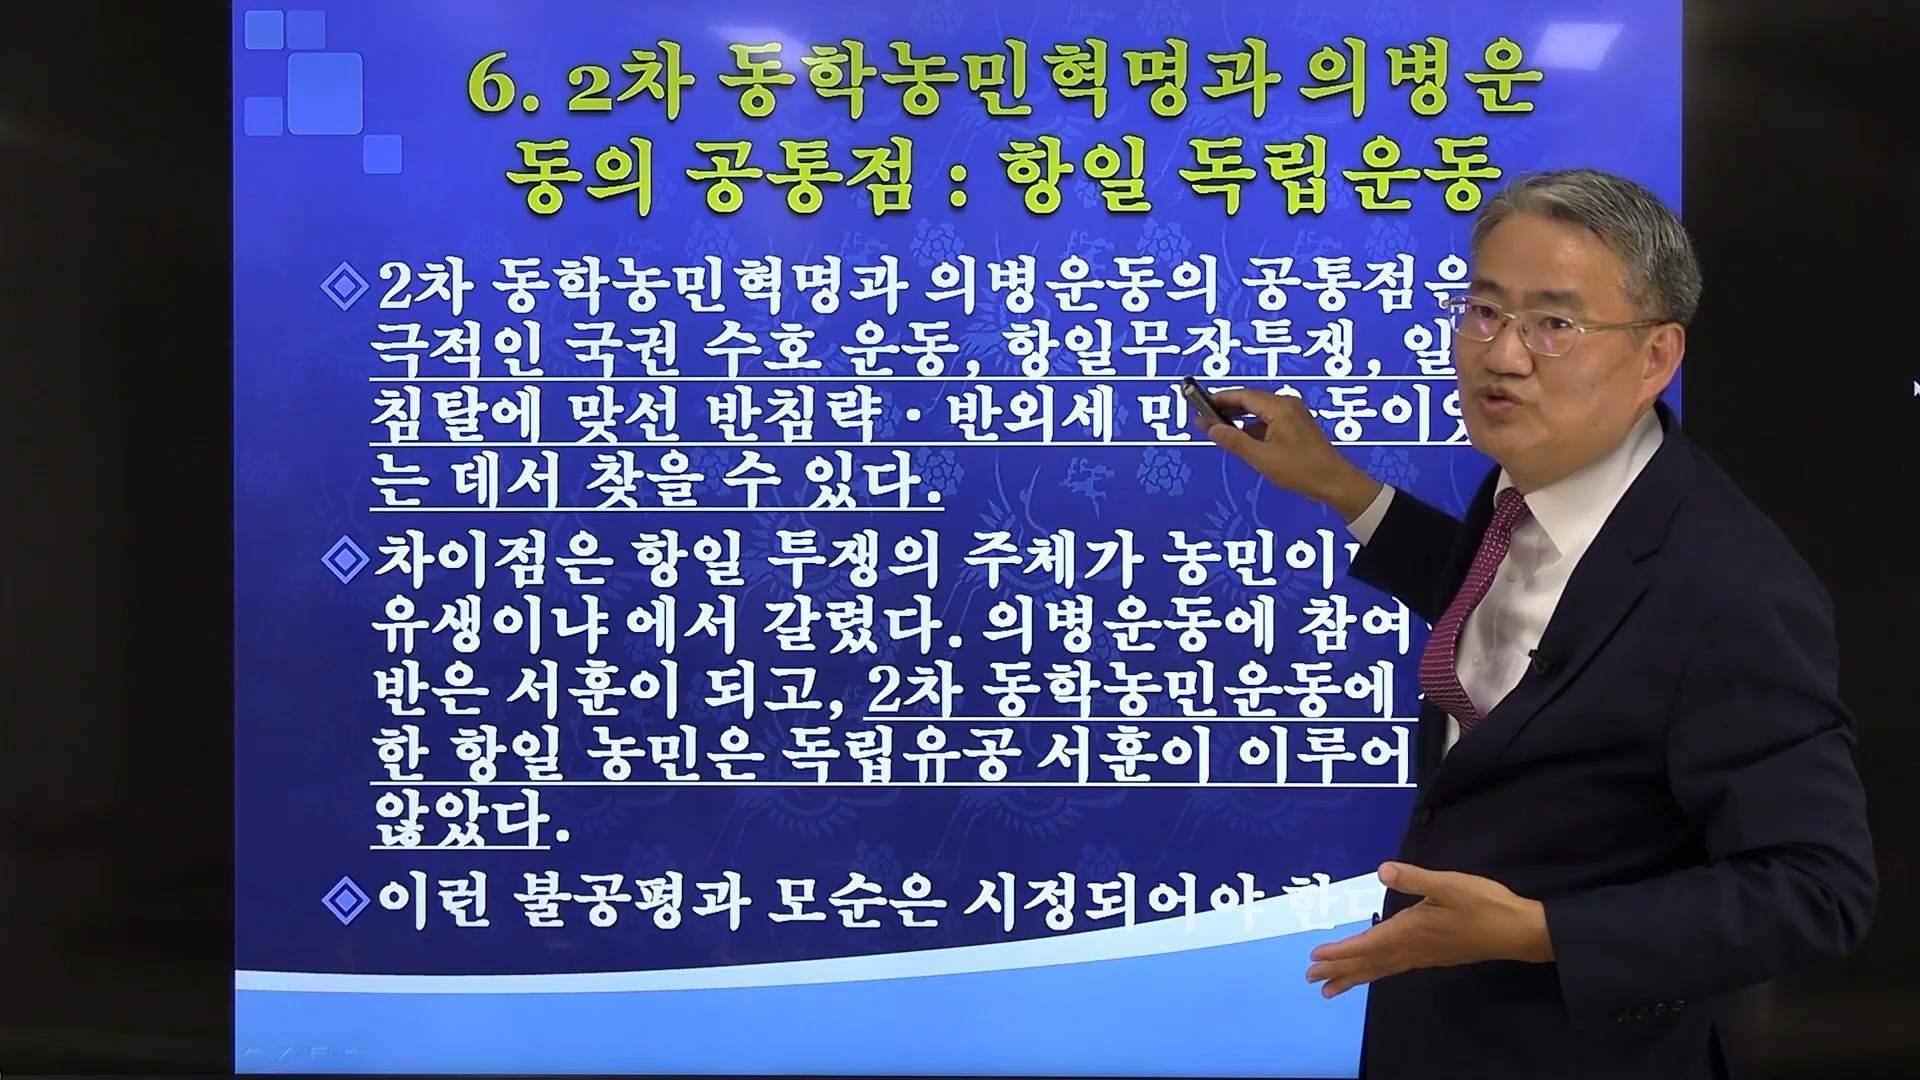 6. 2차 동학농민혁명과 의병운
동의 공통점 : 항일 독립운동
2차 동학농민혁명과 의병운동의 공통점은
극적인 국권 수호 운동, 항일무장투쟁, 일
침탈에 맞선 반침략·반외세
는 데서 찾을 수 있다.
차이점은 항일 투쟁의 주체가 농민이
유생이냐 에서 갈렸다. 의병운동에 참여
반은 서훈이 되고, 2차 동학농민운동에
한 항일 농민은 독립유공 서훈이 이루어
않았다.
이런 불공평과 모순은 시정되어야 한다